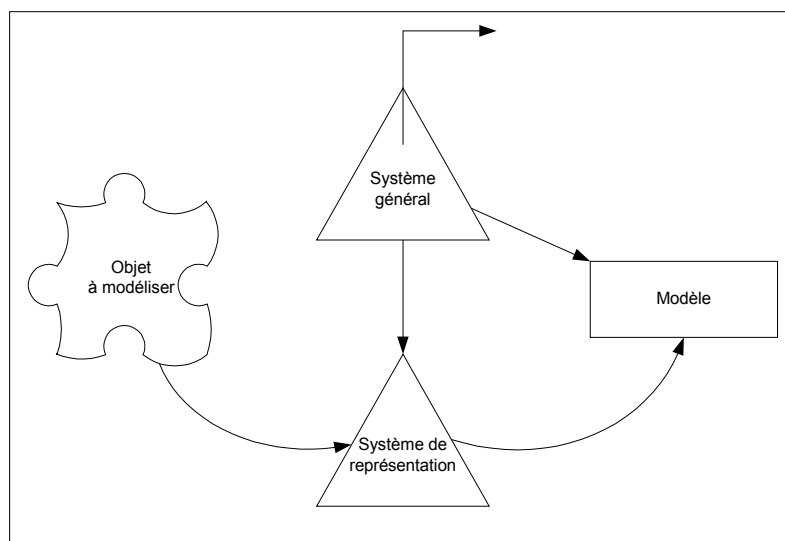 Système
général
Objet
à modéliser
Modèle
Système de
représentation